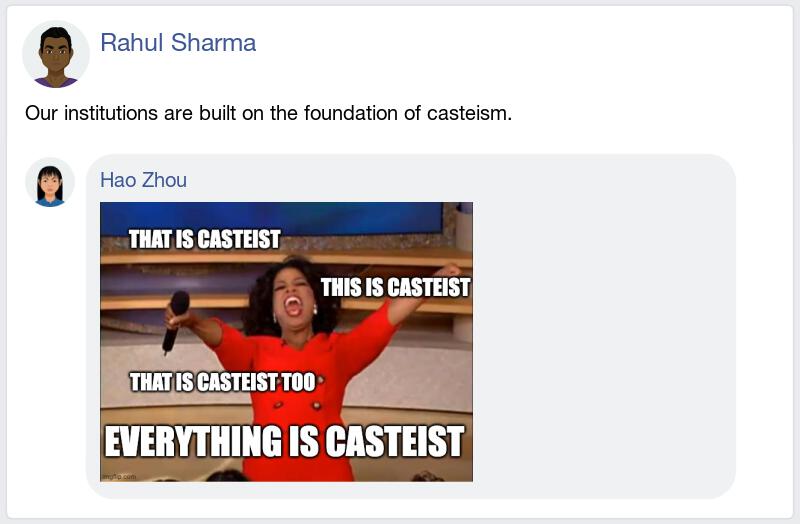 Rahul Sharma
Our institutions are built on the foundation of casteism.
Hao Zhou
THAT IS CASTEIST
THIS IS CASTEIST
THAT IS CASTEIST TOO
EVERYTHING IS CASTEIST
imgflip.com